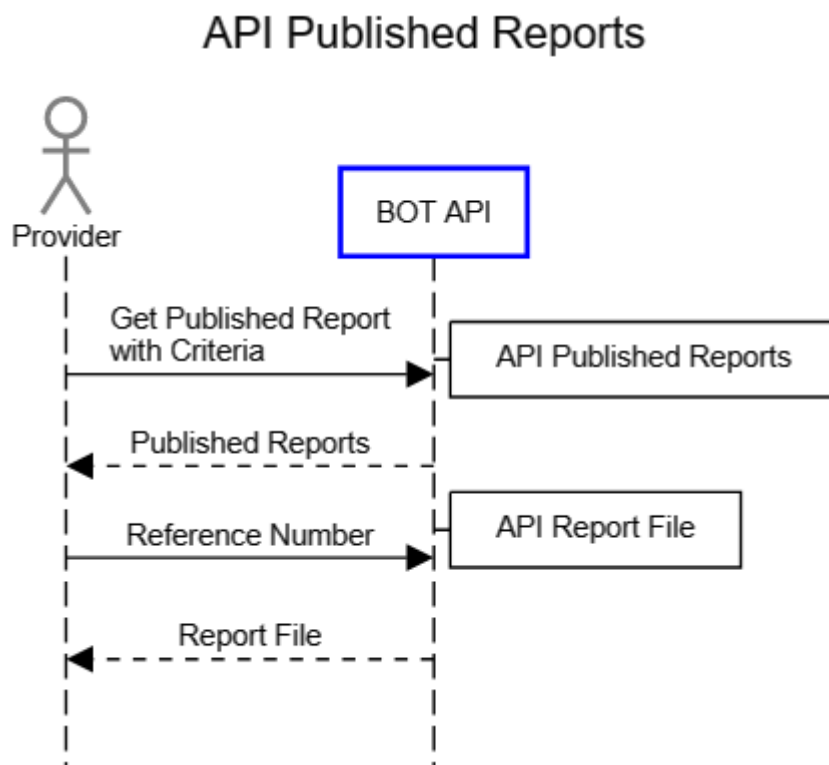 API Published Reports
Provider
BOT API
Get Published Report
with Criteria
API Published Reports
Published Reports
Reference Number
API Report File
Report File